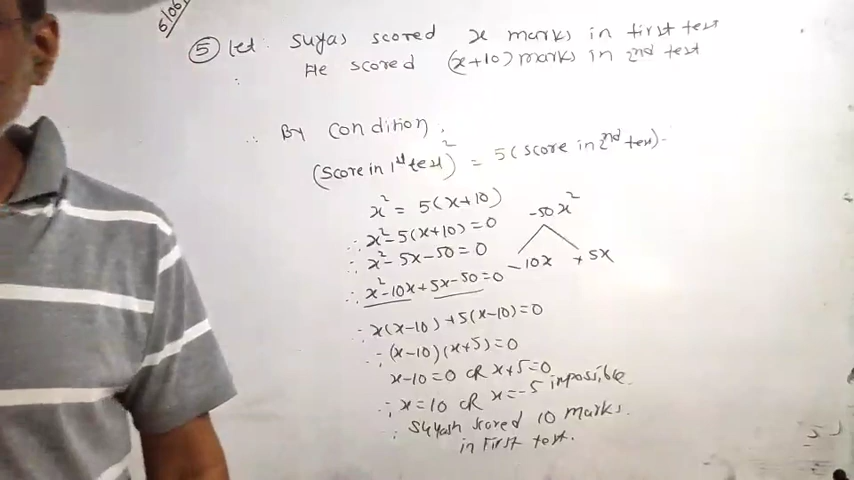 6/06/
⑤ Let: Suyas scored x marks in first test
He scored (x+10) marks in 2nd test
∴ By condition,
(Score in 1st test)² = 5(score in 2nd test).
x² = 5(x+10)
∴ x²-5(x+10)=0
∴ x²-5x-50=0
-50x²
-10x +5x
∴ x²-10x+5x-50=0
∴ x(x-10)+5(x-10)=0
∴ (x-10)(x+5)=0
x-10=0 OR x+5=0
∴ x=10 OR x=-5 impossible.
∴ Suyash scored 10 marks.
in First test.